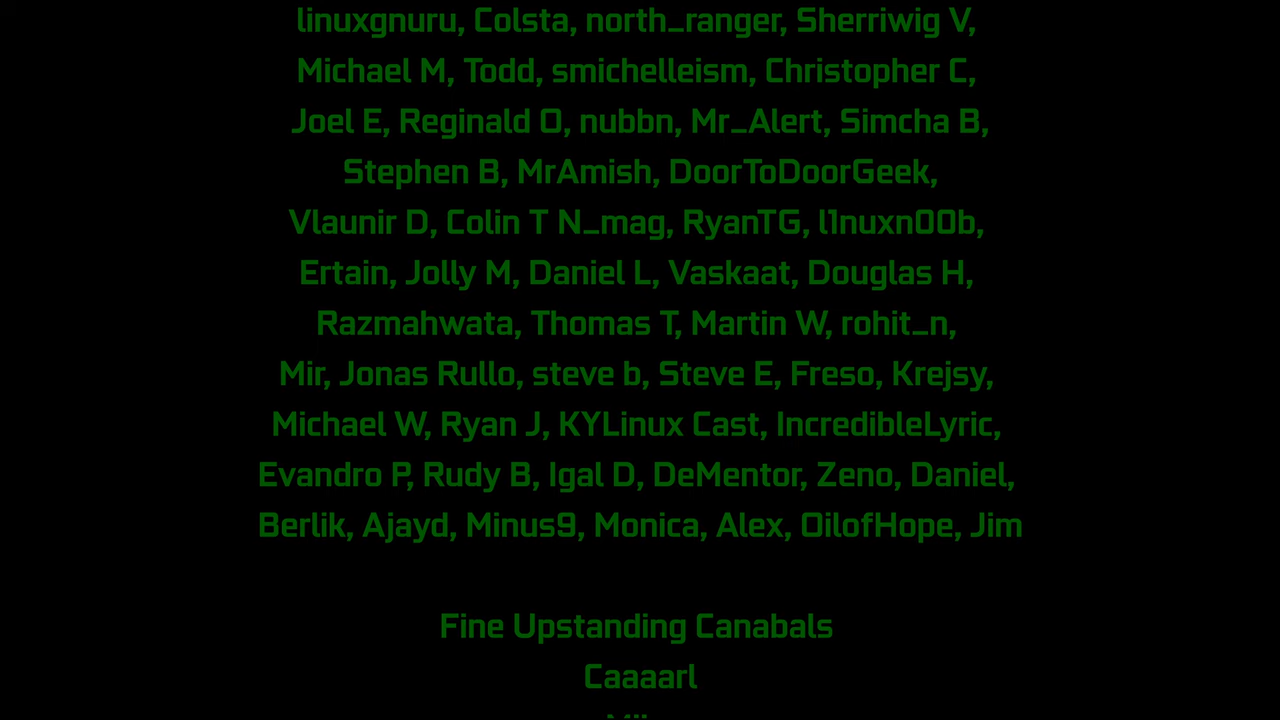 linuxgnuru, Colsta, north_ranger, Sherriwig V,
Michael M, Todd, smichelleism, Christopher C,
Joel E, Reginald O, nubbn, Mr_Alert, Simcha B,
Stephen B, MrAmish, DoorToDoorGeek,
Vlaunir D, Colin T N_mag, RyanTG, l1nuxn00b,
Ertain, Jolly M, Daniel L, Vaskaat, Douglas H,
Razmahwata, Thomas T, Martin W, rohit_n,
Mir, Jonas Rullo, steve b, Steve E, Freso, Krejsy,
Michael W, Ryan J, KYLinux Cast, IncredibleLyric,
Evandro P, Rudy B, Igal D, DeMentor, Zeno, Daniel,
Berlik, Ajayd, Minus9, Monica, Alex, OilofHope, Jim
Fine Upstanding Canabals
Caaaarl